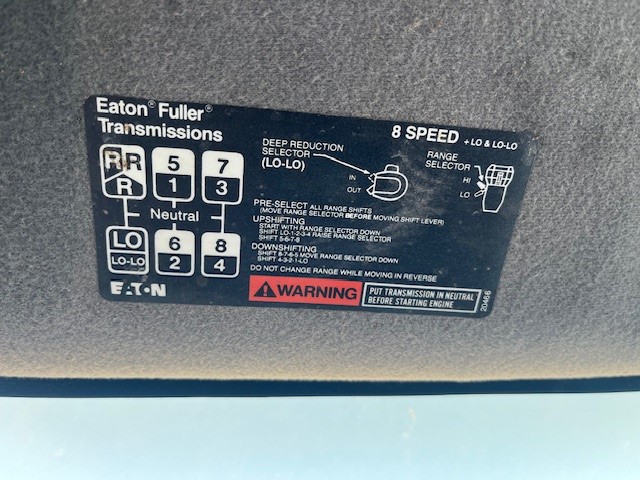 Eaton® Fuller®
Transmissions
8 SPEED + LO & LO-LO
DEEP REDUCTION
SELECTOR
(LO-LO)
IN
OUT
RANGE
SELECTOR
HI
LO
R R
R
5
1
7
3
Neutral
LO
LO-LO
6
2
8
4
PRE-SELECT ALL RANGE SHIFTS
(MOVE RANGE SELECTOR BEFORE MOVING SHIFT LEVER)
UPSHIFTING
START WITH RANGE SELECTOR DOWN
SHIFT LO-1-2-3-4 RAISE RANGE SELECTOR
SHIFT 5-6-7-8
DOWNSHIFTING
SHIFT 8-7-6-5 MOVE RANGE SELECTOR DOWN
SHIFT 4-3-2-1-LO
DO NOT CHANGE RANGE WHILE MOVING IN REVERSE
EATON
WARNING
PUT TRANSMISSION IN NEUTRAL
BEFORE STARTING ENGINE
20466